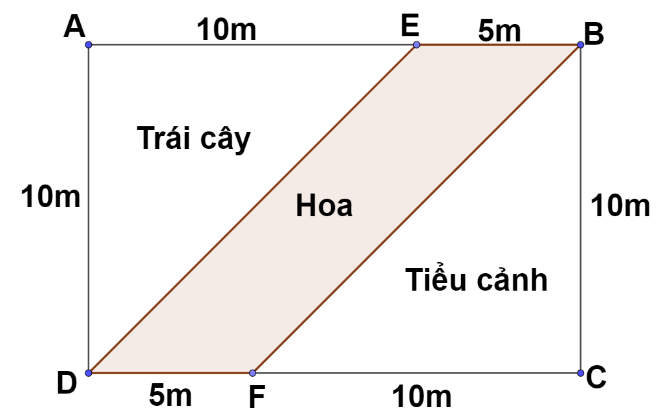 A 10m E 5m B
Trái cây
10m
Hoa
10m
Tiểu cảnh
D 5m F 10m C